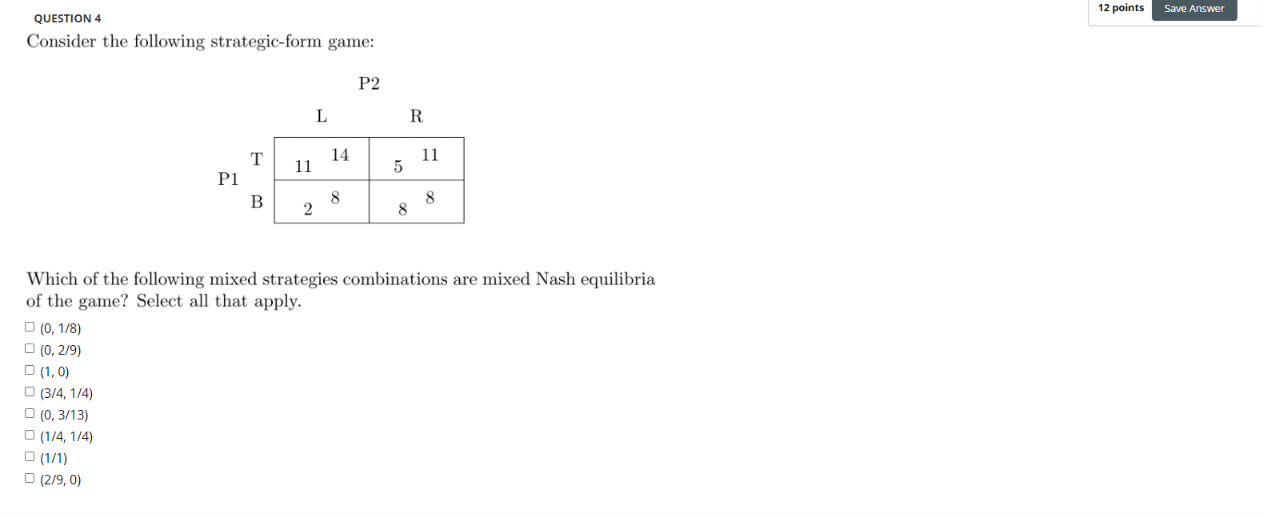 12 points Save Answer
QUESTION 4
Consider the following strategic-form game:
P2
L R
T 11 14 5 11
P1
B 2 8 8 8
Which of the following mixed strategies combinations are mixed Nash equilibria
of the game? Select all that apply.
(0, 1/8)
(0, 2/9)
(1, 0)
(3/4, 1/4)
(0, 3/13)
(1/4, 1/4)
(1/1)
(2/9, 0)